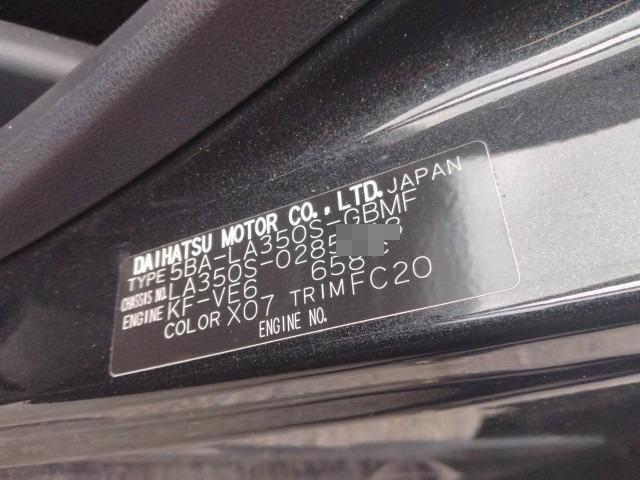 DAIHATSU MOTOR CO., LTD. JAPAN
TYPE 5BA-LA350S-GBMF
CHASSIS NO. LA350S-0285
ENGINE KF-VE6 658
COLOR X07 TRIM FC20
ENGINE NO.